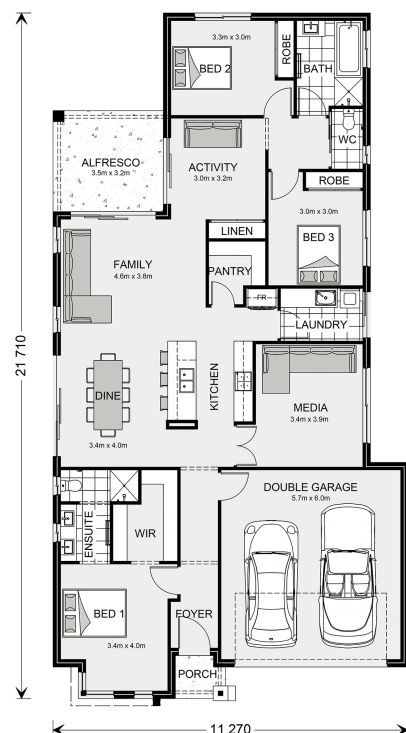 3.3m x 3.0m
BED 2
ROBE
BATH
WC
ALFRESCO
3.5m x 3.2m
ACTIVITY
3.0m x 3.2m
ROBE
3.0m x 3.0m
BED 3
LINEN
PANTRY
FAMILY
4.6m x 3.8m
FR
LAUNDRY
21 710
KITCHEN
DINE
3.4m x 4.0m
MEDIA
3.4m x 3.9m
DOUBLE GARAGE
5.7m x 6.0m
ENSUITE
WIR
BED 1
3.4m x 4.0m
FOYER
PORCH
11 270